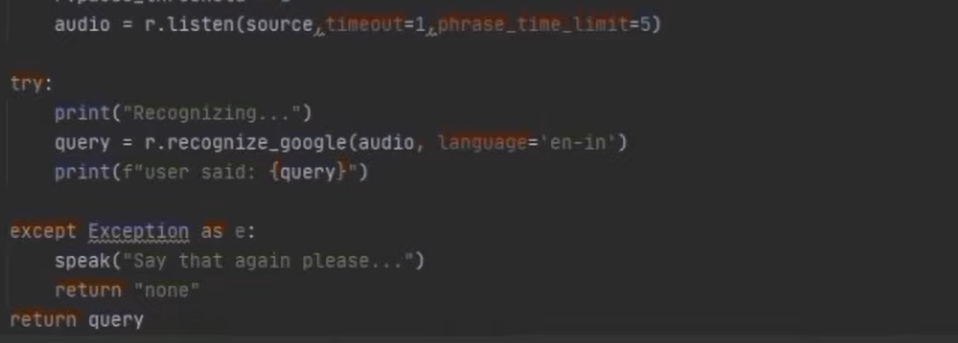 audio = r.listen(source,timeout=1,phrase_time_limit=5)
try:
print("Recognizing...")
query = r.recognize_google(audio, language='en-in')
print(f"user said: {query}")
except Exception as e:
speak("Say that again please...")
return "none"
return query